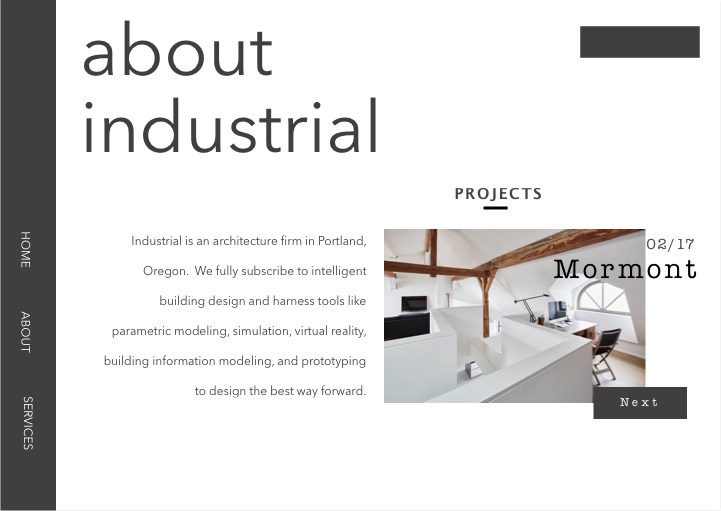 about
industrial
HOME
ABOUT
SERVICES
PROJECTS
Industrial is an architecture firm in Portland,
Oregon.  We fully subscribe to intelligent
building design and harness tools like
parametric modeling, simulation, virtual reality,
building information modeling, and prototyping
to design the best way forward.
02/17
Mormont
Next